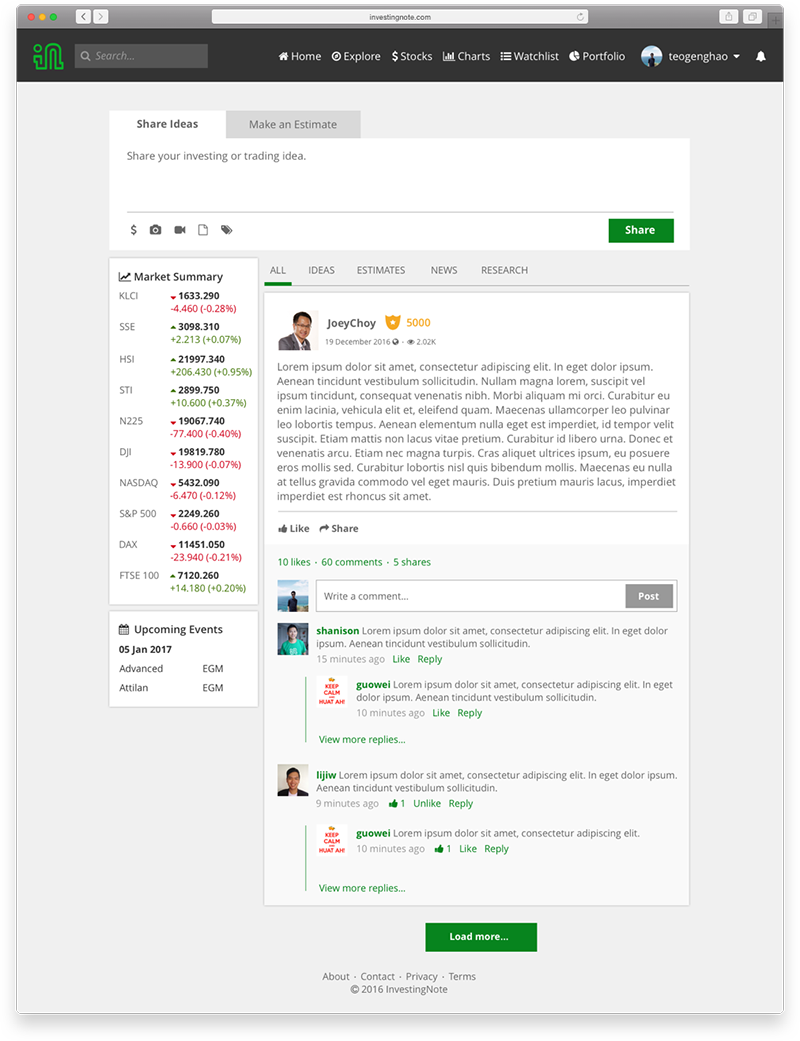 investingnote.com
Search...
Home
Explore
$ Stocks
Charts
Watchlist
Portfolio
teogenghao
Share Ideas
Make an Estimate
Share your investing or trading idea.
$
Share
Market Summary
KLCI 1633.290
-4.460 (-0.28%)
SSE 3098.310
+2.213 (+0.07%)
HSI 21997.340
+206.430 (+0.95%)
STI 2899.750
+10.600 (+0.37%)
N225 19067.740
-77.400 (-0.40%)
DJI 19819.780
-13.900 (-0.07%)
NASDAQ 5432.090
-6.470 (-0.12%)
S&P 500 2249.260
-0.660 (-0.03%)
DAX 11451.050
-23.940 (-0.21%)
FTSE 100 7120.260
+14.180 (+0.20%)
Upcoming Events
05 Jan 2017
Advanced EGM
Attilan EGM
ALL
IDEAS
ESTIMATES
NEWS
RESEARCH
JoeyChoy 5000
19 December 2016 · 2.02K
Lorem ipsum dolor sit amet, consectetur adipiscing elit. In eget dolor ipsum.
Aenean tincidunt vestibulum sollicitudin. Nullam magna lorem, suscipit vel
ipsum tincidunt, consequat venenatis nibh. Morbi aliquam mi orci. Curabitur eu
enim lacinia, vehicula elit et, eleifend quam. Maecenas ullamcorper leo pulvinar
leo lobortis tempus. Aenean elementum nulla eget est imperdiet, id tempor velit
suscipit. Etiam mattis non lacus vitae pretium. Curabitur id libero urna. Donec et
venenatis arcu. Etiam nec magna turpis. Cras aliquet ultrices ipsum, eu posuere
eros mollis sed. Curabitur lobortis nisl quis bibendum mollis. Maecenas eu nulla
at tellus gravida commodo vel eget mauris. Duis pretium mauris lacus, imperdiet
imperdiet est rhoncus sit amet.
Like
Share
10 likes · 60 comments · 5 shares
Write a comment...
Post
shanison Lorem ipsum dolor sit amet, consectetur adipiscing elit. In eget dolor
ipsum. Aenean tincidunt vestibulum sollicitudin.
15 minutes ago Like Reply
KEEP
CALM
HUAT AH!
guowei Lorem ipsum dolor sit amet, consectetur adipiscing elit. In eget
dolor ipsum. Aenean tincidunt vestibulum sollicitudin.
10 minutes ago Like Reply
View more replies...
lijiw Lorem ipsum dolor sit amet, consectetur adipiscing elit. In eget dolor ipsum.
Aenean tincidunt vestibulum sollicitudin.
9 minutes ago 1 Unlike Reply
KEEP
CALM
HUAT AH!
guowei Lorem ipsum dolor sit amet, consectetur adipiscing elit.
10 minutes ago 1 Like Reply
View more replies...
Load more...
About · Contact · Privacy · Terms
© 2016 InvestingNote